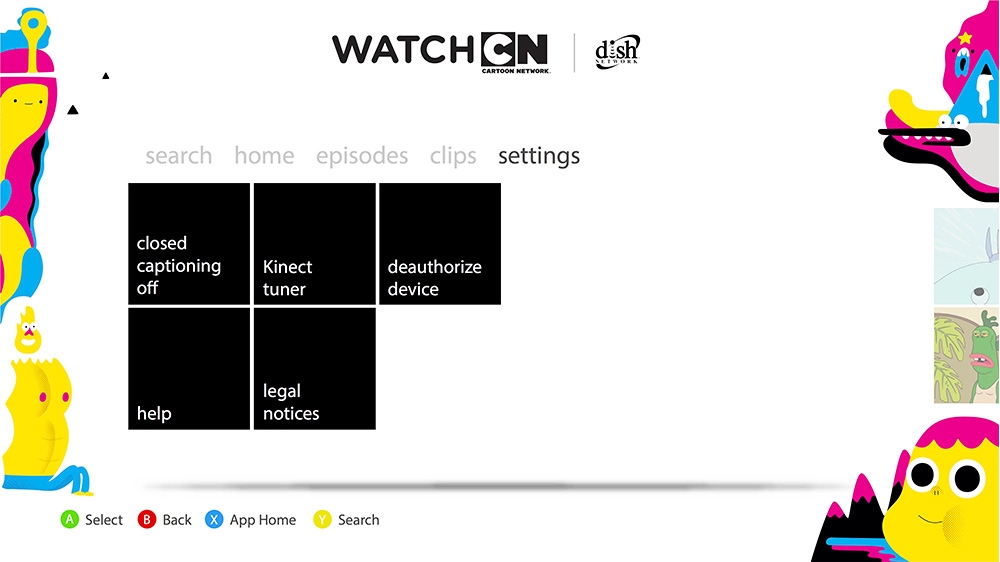 WATCH CN
CARTOON NETWORK.
dish
NETWORK
search home episodes clips settings
closed
captioning
off
Kinect
tuner
deauthorize
device
help
legal
notices
A Select B Back X App Home Y Search